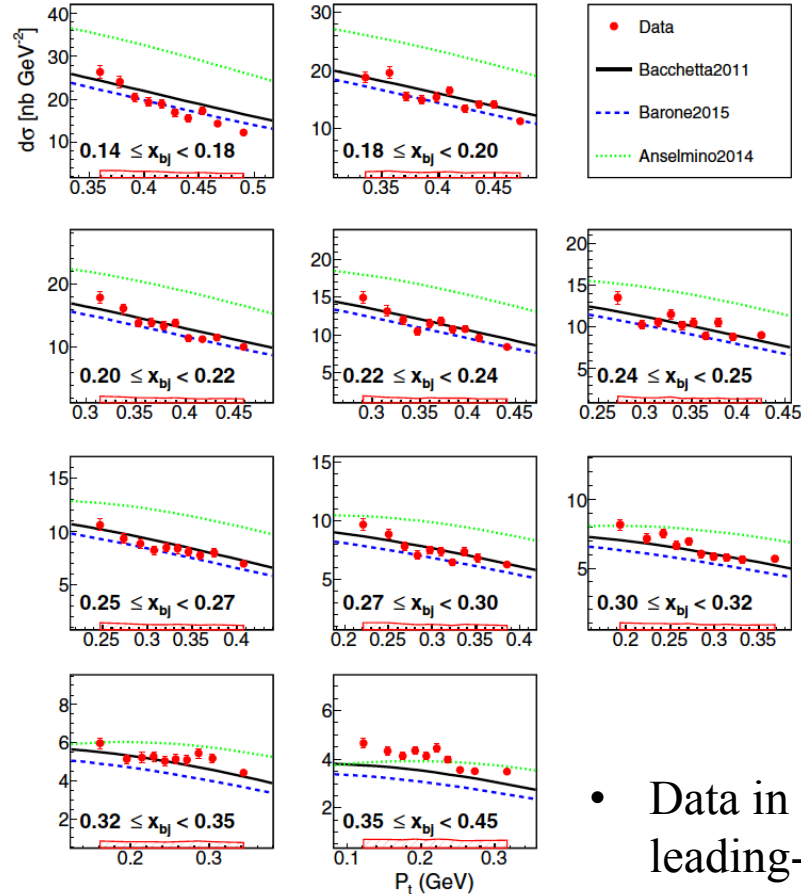 dσ [nb GeV⁻²]
40
30
20
10
0.14 ≤ x_bj < 0.18
0.35 0.4 0.45 0.5
30
20
10
0.18 ≤ x_bj < 0.20
0.35 0.4 0.45
Data
Bacchetta2011
Barone2015
Anselmino2014
20
10
0.20 ≤ x_bj < 0.22
0.3 0.35 0.4 0.45
20
15
10
5
0.22 ≤ x_bj < 0.24
0.3 0.35 0.4 0.45
20
15
10
5
0.24 ≤ x_bj < 0.25
0.25 0.3 0.35 0.4 0.45
15
10
5
0.25 ≤ x_bj < 0.27
0.25 0.3 0.35 0.4
15
10
5
0.27 ≤ x_bj < 0.30
0.2 0.25 0.3 0.35 0.4
10
5
0.30 ≤ x_bj < 0.32
0.2 0.25 0.3 0.35
8
6
4
2
0.32 ≤ x_bj < 0.35
0.2 0.3
6
4
2
0.35 ≤ x_bj < 0.45
0.1 0.2 0.3
P_t (GeV)
• Data in
leading-